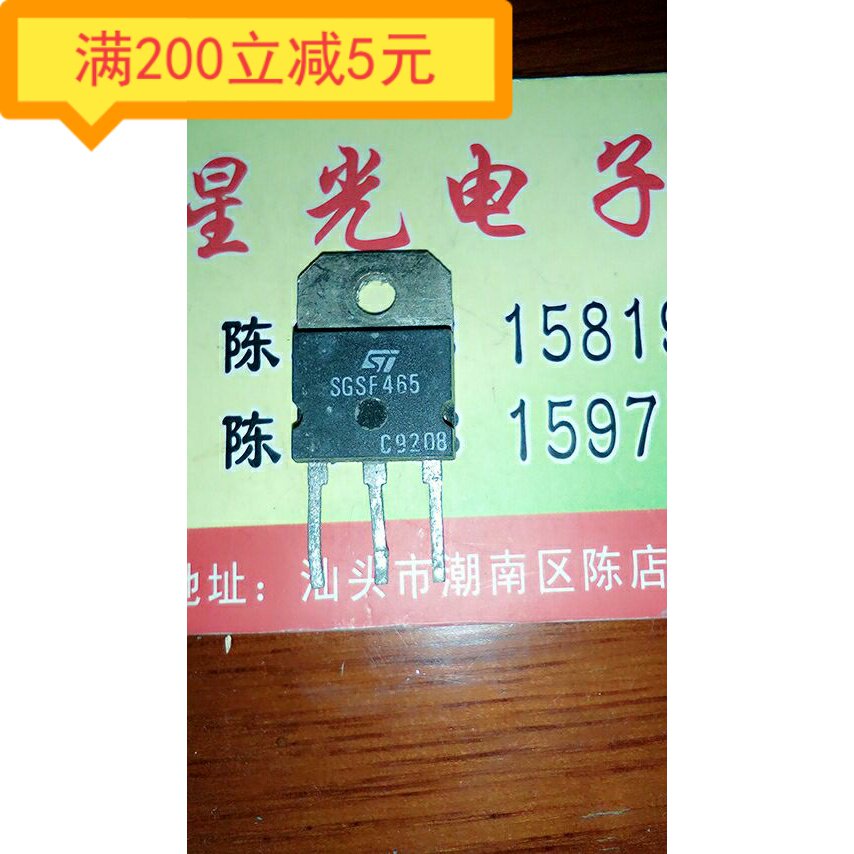 满200立减5元
星光电子
陈 15819
ST
SGSF465
陈 1597
C9208
地址：汕头市潮南区陈店